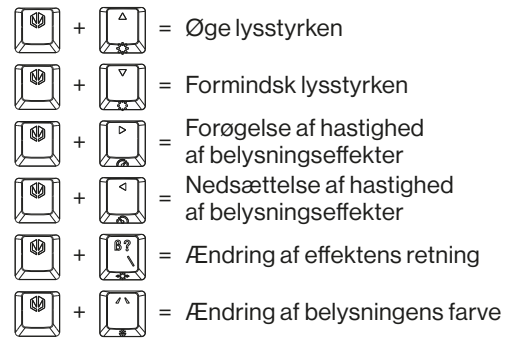 + △ = Øge lysstyrken
+ ▽ = Formindsk lysstyrken
+ ▷ = Forøgelse af hastighed
af belysningseffekter
+ ◁ = Nedsættelse af hastighed
af belysningseffekter
+ ß ? \ = Ændring af effektens retning
+ = Ændring af belysningens farve